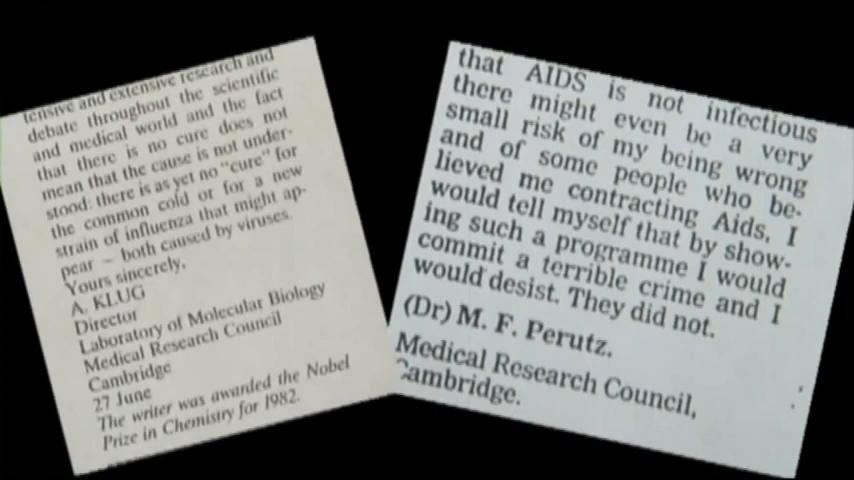 tensive and extensive research and
debate throughout the scientific
and medical world and the fact
that there is no cure does not
mean that the cause is not under-
stood: there is as yet no "cure" for
the common cold or for a new
strain of influenza that might ap-
pear – both caused by viruses.
Yours sincerely,
A. KLUG
Director
Laboratory of Molecular Biology
Medical Research Council
Cambridge
27 June
The writer was awarded the Nobel
Prize in Chemistry for 1982.
that AIDS is not infectious
there might even be a very
small risk of my being wrong
and of some people who be-
lieved me contracting Aids. I
would tell myself that by show-
ing such a programme I would
commit a terrible crime and I
would desist. They did not.
(Dr) M. F. Perutz.
Medical Research Council,
Cambridge.